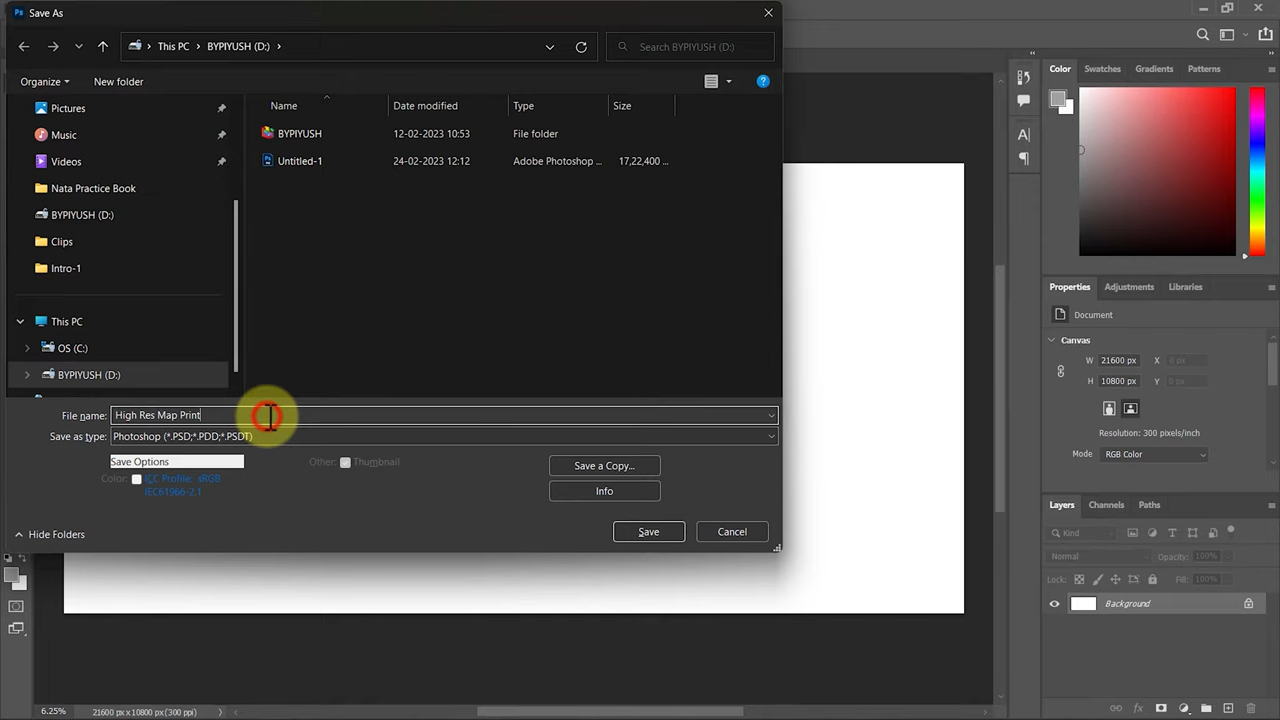 Ps Save As
This PC > BYPIYUSH (D:) >
Search BYPIYUSH (D:)
Organize
New folder
Name
Date modified
Type
Size
Pictures
Music
Videos
Nata Practice Book
BYPIYUSH (D:)
Clips
Intro-1
This PC
OS (C:)
BYPIYUSH (D:)
BYPIYUSH 12-02-2023 10:53 File folder
Untitled-1 24-02-2023 12:12 Adobe Photoshop ... 17,22,400 ...
File name: High Res Map Print
Save as type: Photoshop (*.PSD;*.PDD;*.PSDT)
Save Options
Other: Thumbnail
Color: ICC Profile: sRGB
IEC61966-2.1
Save a Copy...
Info
Hide Folders
Save
Cancel
Color Swatches Gradients Patterns
Properties Adjustments Libraries
Document
Canvas
W 21600 px X 0 px
H 10800 px Y 0 px
Resolution: 300 pixels/inch
Mode RGB Color
Layers Channels Paths
Kind
Normal Opacity: 100%
Lock: Fill: 100%
Background
6.25% 21600 px x 10800 px (300 ppi)